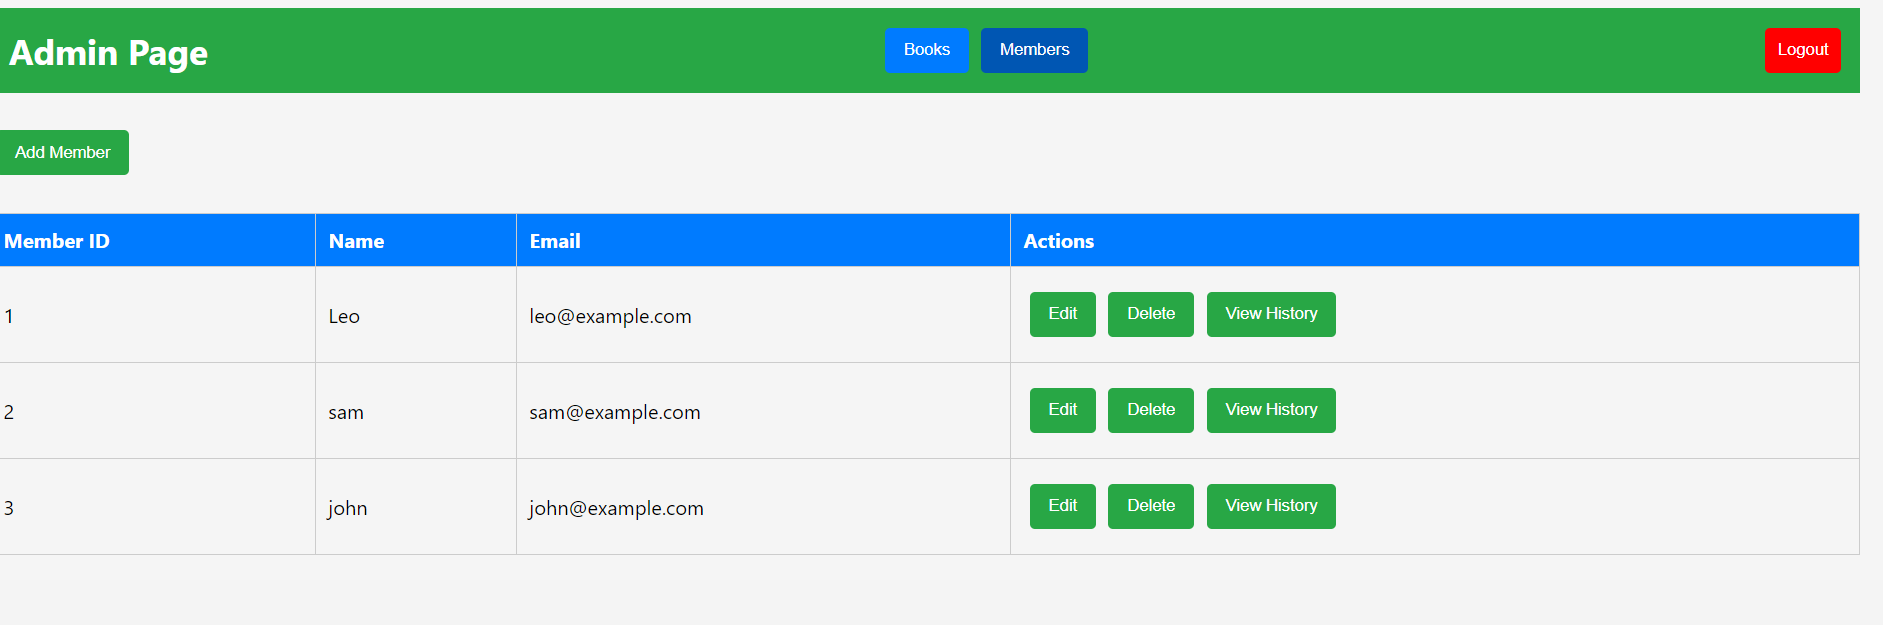 Admin Page Books Members Logout
Add Member
Member ID Name Email Actions
1 Leo leo@example.com Edit Delete View History
2 sam sam@example.com Edit Delete View History
3 john john@example.com Edit Delete View History